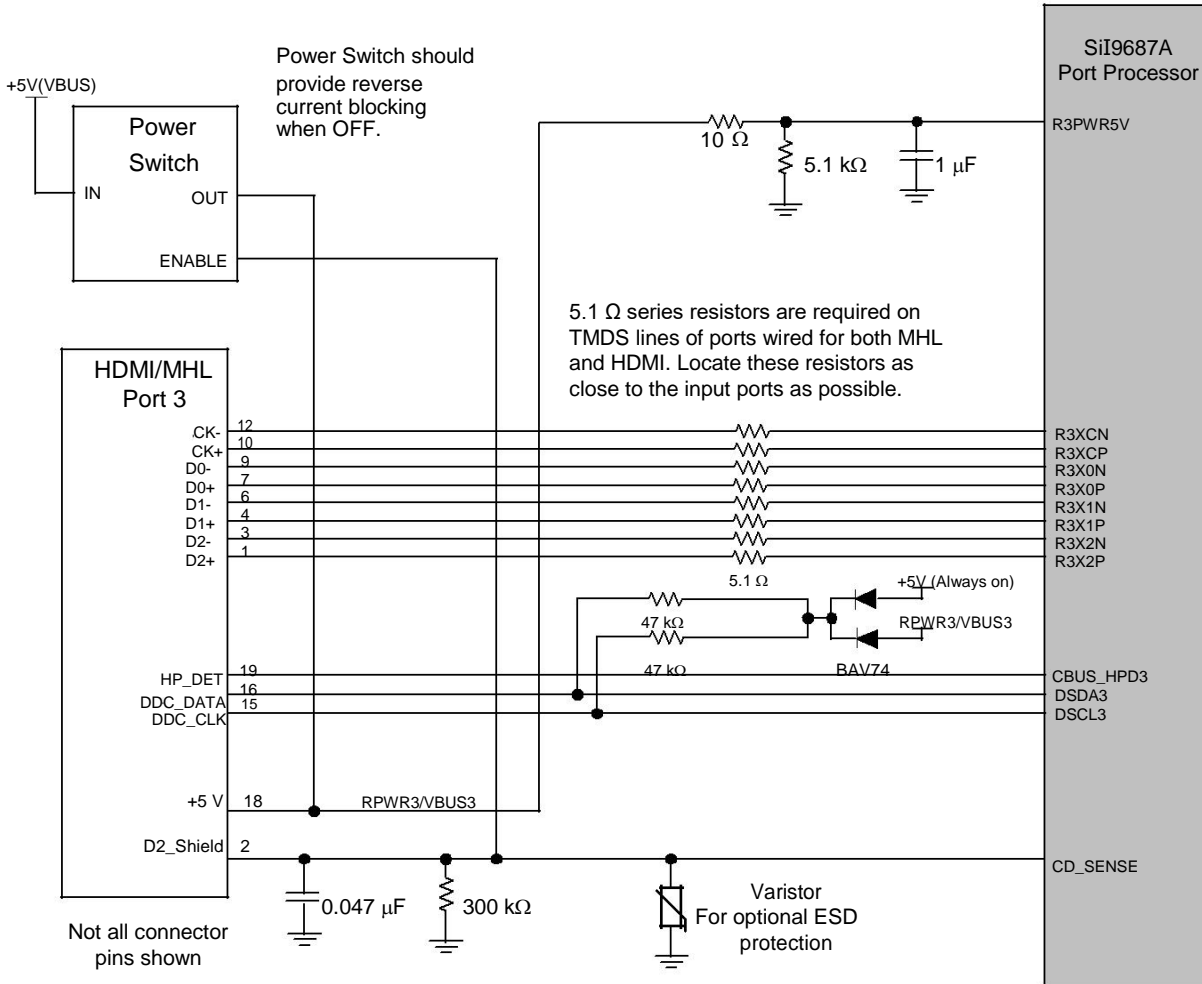 SiI9687A
Port Processor
Power Switch should
provide reverse
current blocking
when OFF.
+5V(VBUS)
Power
Switch
IN
OUT
ENABLE
10 Ω
5.1 kΩ
1 μF
R3PWR5V
5.1 Ω series resistors are required on
TMDS lines of ports wired for both MHL
and HDMI. Locate these resistors as
close to the input ports as possible.
HDMI/MHL
Port 3
CK- 12 R3XCN
CK+ 10 R3XCP
D0- 9 R3X0N
D0+ 7 R3X0P
D1- 6 R3X1N
D1+ 4 R3X1P
D2- 3 R3X2N
D2+ 1 R3X2P
5.1 Ω
+5V (Always on)
47 kΩ
RPWR3/VBUS3
47 kΩ
BAV74
HP_DET 19 CBUS_HPD3
DDC_DATA 16 DSDA3
DDC_CLK 15 DSCL3
+5 V 18 RPWR3/VBUS3
D2_Shield 2 CD_SENSE
0.047 μF
300 kΩ
Varistor
For optional ESD
protection
Not all connector
pins shown